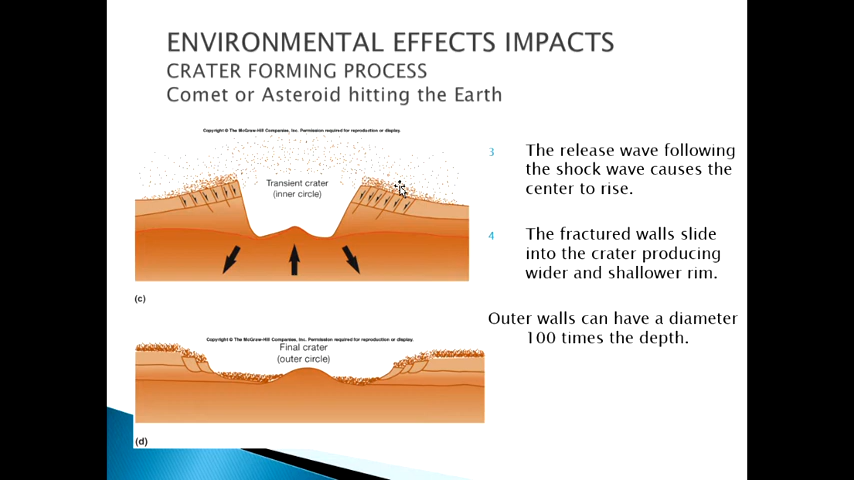 ENVIRONMENTAL EFFECTS IMPACTS
CRATER FORMING PROCESS
Comet or Asteroid hitting the Earth
Copyright © The McGraw-Hill Companies, Inc. Permission required for reproduction or display.
Transient crater
(inner circle)
(c)
Copyright © The McGraw-Hill Companies, Inc. Permission required for reproduction or display.
Final crater
(outer circle)
(d)
3 The release wave following
the shock wave causes the
center to rise.
4 The fractured walls slide
into the crater producing
wider and shallower rim.
Outer walls can have a diameter
100 times the depth.